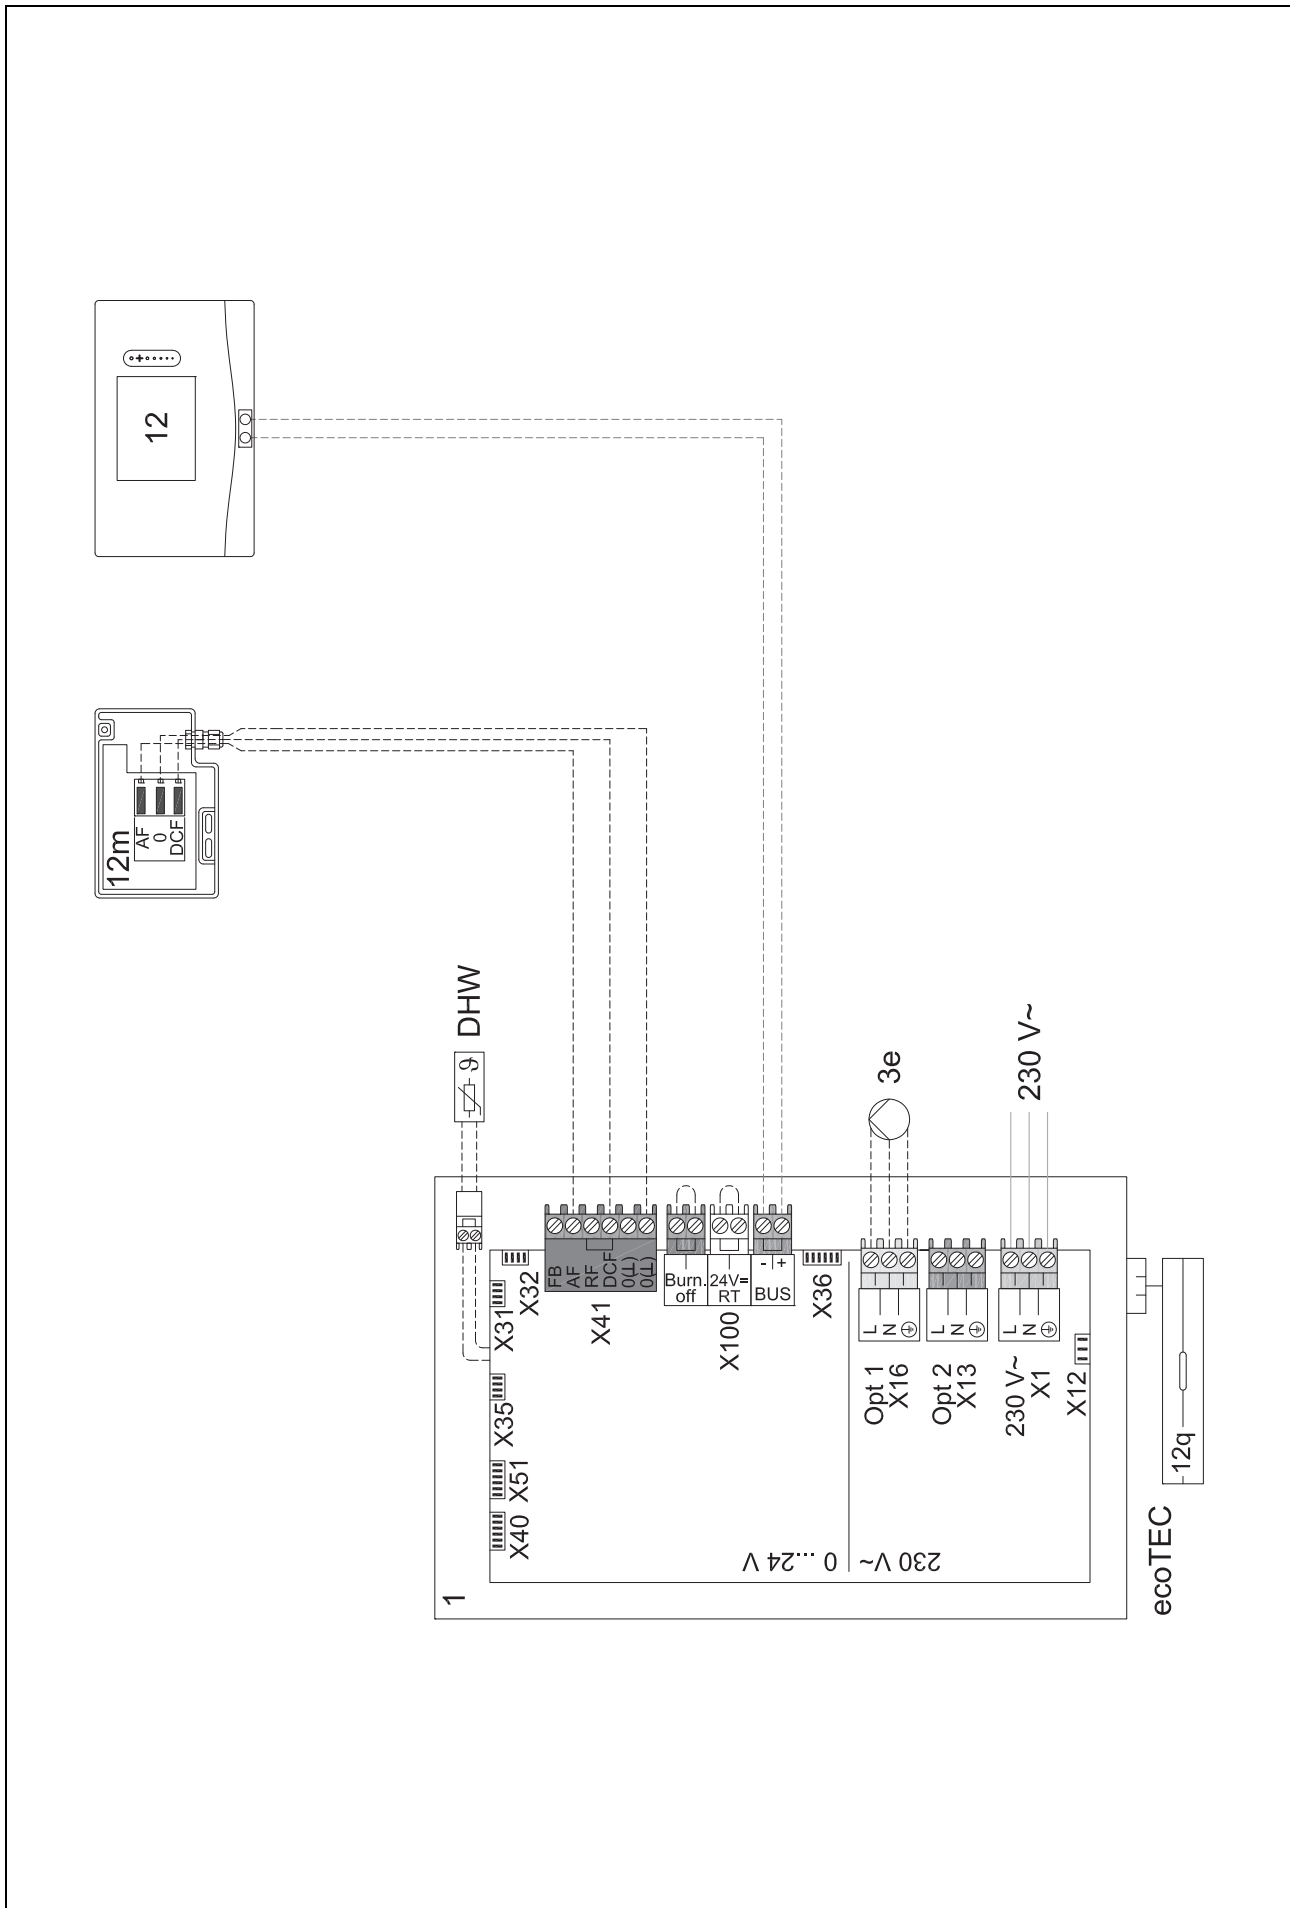 12
12m
AF
0
DCF
DHW
ϑ
3e
230 V~
X32
X31
X35
X51
X40
FB
AF
RF
DCF
0(⊥)
0(⊥)
X41
Burn.
off
24V=
RT
X100
- +
BUS
X36
L
N
Opt 1
X16
L
N
Opt 2
X13
L
N
230 V~
X1
X12
0 ...24 V
230 V~
1
12q
ecoTEC